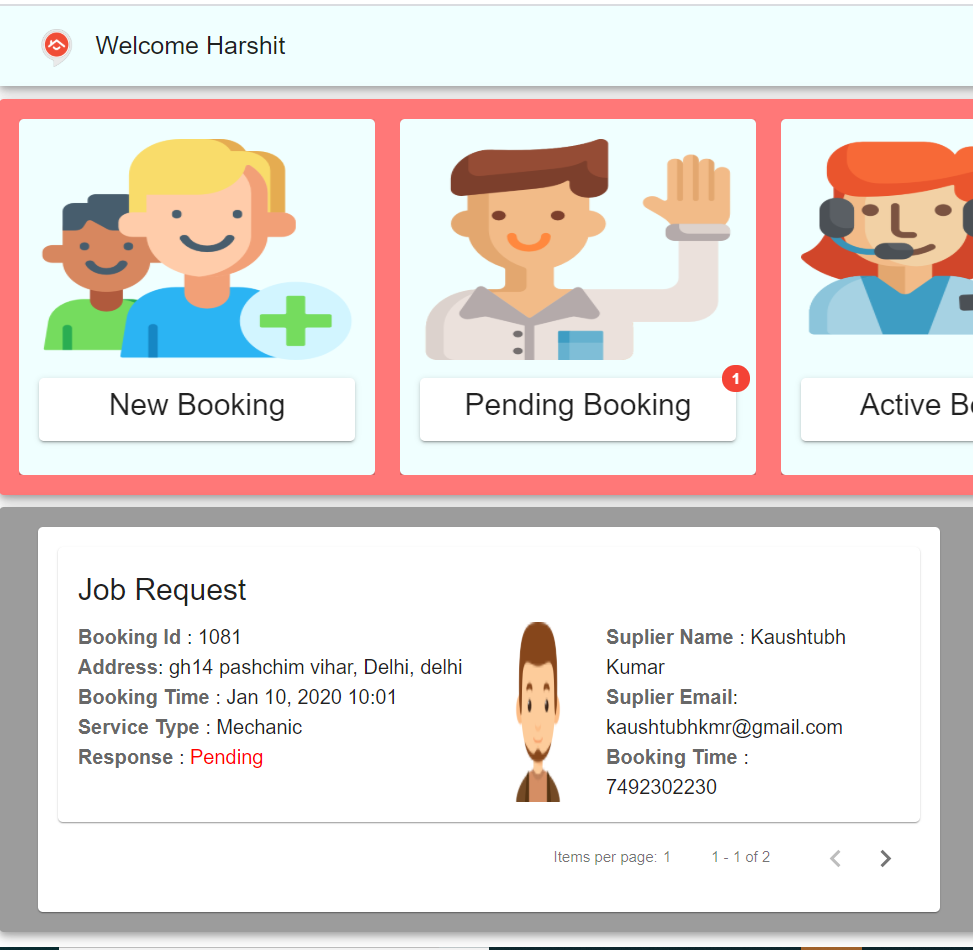 Welcome Harshit
New Booking
Pending Booking
1
Active
Job Request
Booking Id : 1081
Address: gh14 pashchim vihar, Delhi, delhi
Booking Time : Jan 10, 2020 10:01
Service Type : Mechanic
Response : Pending
Suplier Name : Kaushtubh
Kumar
Suplier Email:
kaushtubhkmr@gmail.com
Booking Time :
7492302230
Items per page: 1
1 - 1 of 2